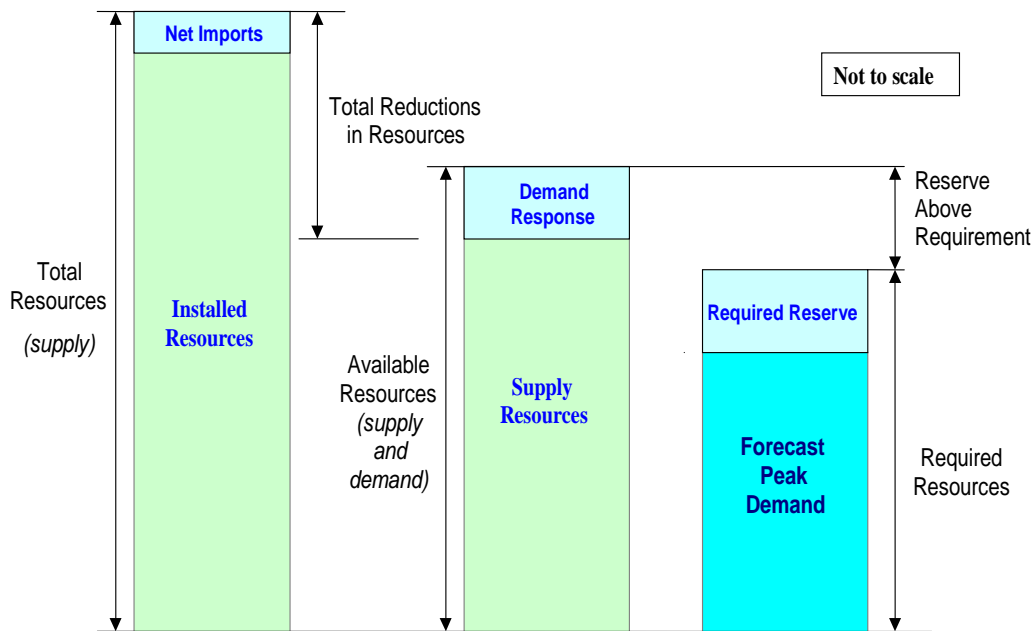 Net Imports
Not to scale
Total Reductions
in Resources
Demand
Response
Reserve
Above
Requirement
Total
Resources
(supply)
Installed
Resources
Required Reserve
Available
Resources
(supply
and
demand)
Supply
Resources
Forecast
Peak
Demand
Required
Resources